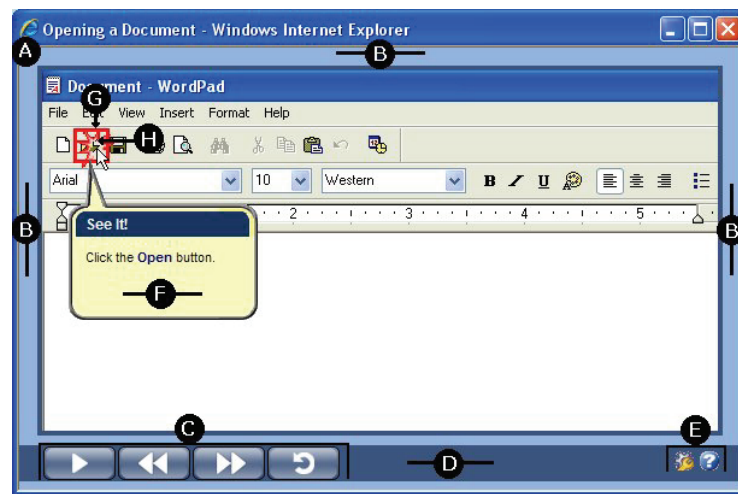 Opening a Document - Windows Internet Explorer
A
B
Document - WordPad
G
File Edit View Insert Format Help
H
Arial 10 Western B I U
2 3 4 5
B
See It!
B
Click the Open button.
F
C
E
D